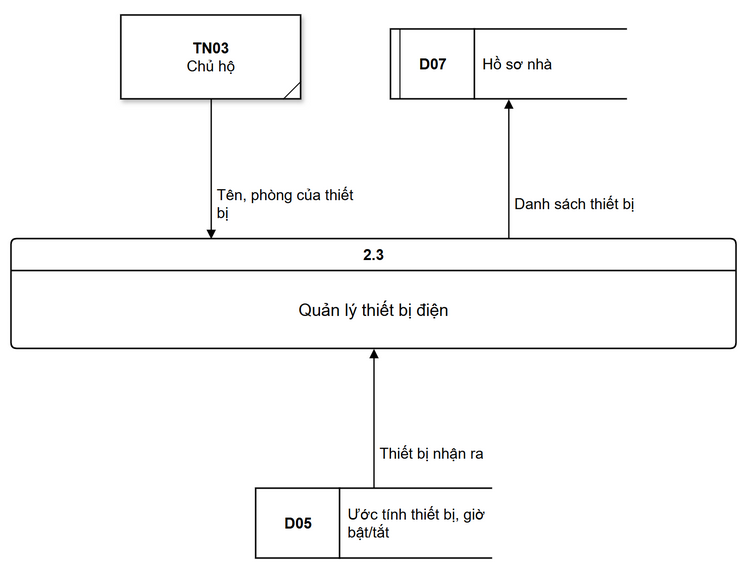 TN03
Chủ hộ
D07
Hồ sơ nhà
Tên, phòng của thiết
bị
Danh sách thiết bị
2.3
Quản lý thiết bị điện
Thiết bị nhận ra
D05
Ước tính thiết bị, giờ
bật/tắt